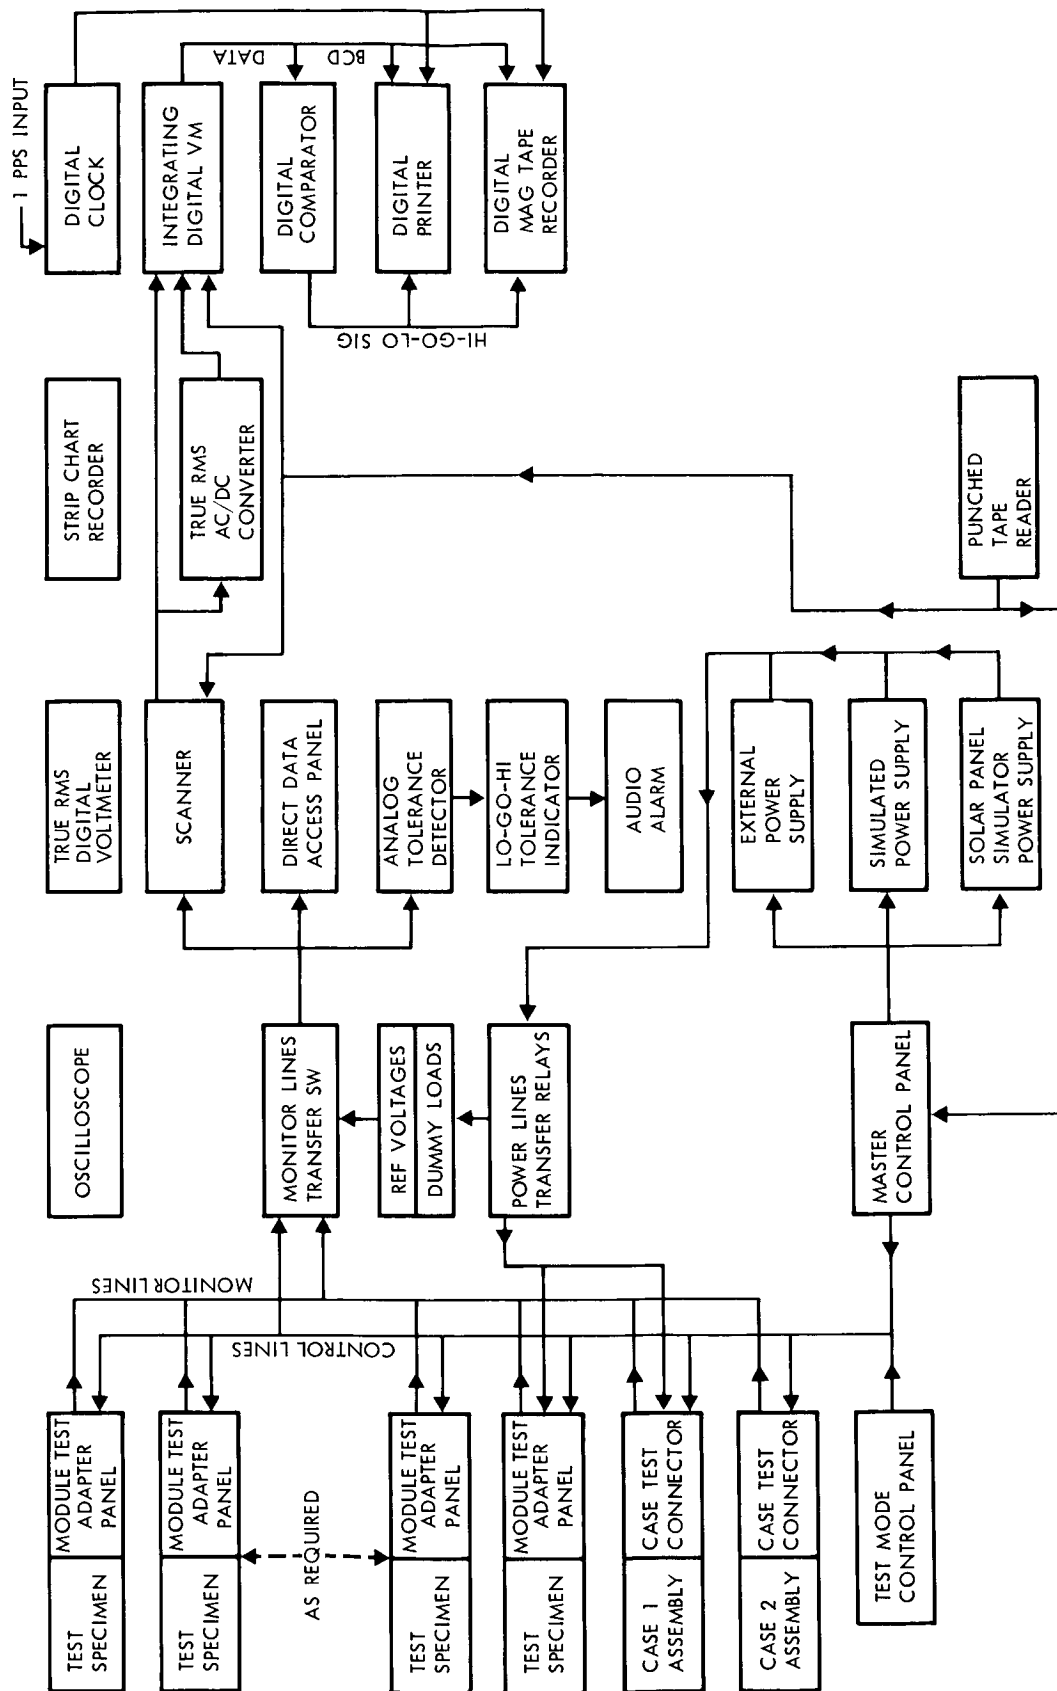 TEST
SPECIMEN
MODULE TEST
ADAPTER
PANEL
TEST
SPECIMEN
MODULE TEST
ADAPTER
PANEL
AS REQUIRED
TEST
SPECIMEN
MODULE TEST
ADAPTER
PANEL
TEST
SPECIMEN
MODULE TEST
ADAPTER
PANEL
CASE 1
ASSEMBLY
CASE TEST
CONNECTOR
CASE 2
ASSEMBLY
CASE TEST
CONNECTOR
TEST MODE
CONTROL PANEL
MONITOR LINES
CONTROL LINES
OSCILLOSCOPE
MONITOR LINES
TRANSFER SW
REF VOLTAGES
DUMMY LOADS
POWER LINES
TRANSFER RELAYS
MASTER
CONTROL PANEL
TRUE RMS
DIGITAL
VOLTMETER
SCANNER
DIRECT DATA
ACCESS PANEL
ANALOG
TOLERANCE
DETECTOR
LO-GO-HI
TOLERANCE
INDICATOR
AUDIO
ALARM
EXTERNAL
POWER
SUPPLY
SIMULATED
POWER SUPPLY
SOLAR PANEL
SIMULATOR
POWER SUPPLY
STRIP CHART
RECORDER
TRUE RMS
AC/DC
CONVERTER
PUNCHED
TAPE
READER
1 PPS INPUT
DIGITAL
CLOCK
INTEGRATING
DIGITAL VM
DATA
BCD
DIGITAL
COMPARATOR
DIGITAL
PRINTER
DIGITAL
MAG TAPE
RECORDER
HI-GO-LO SIG